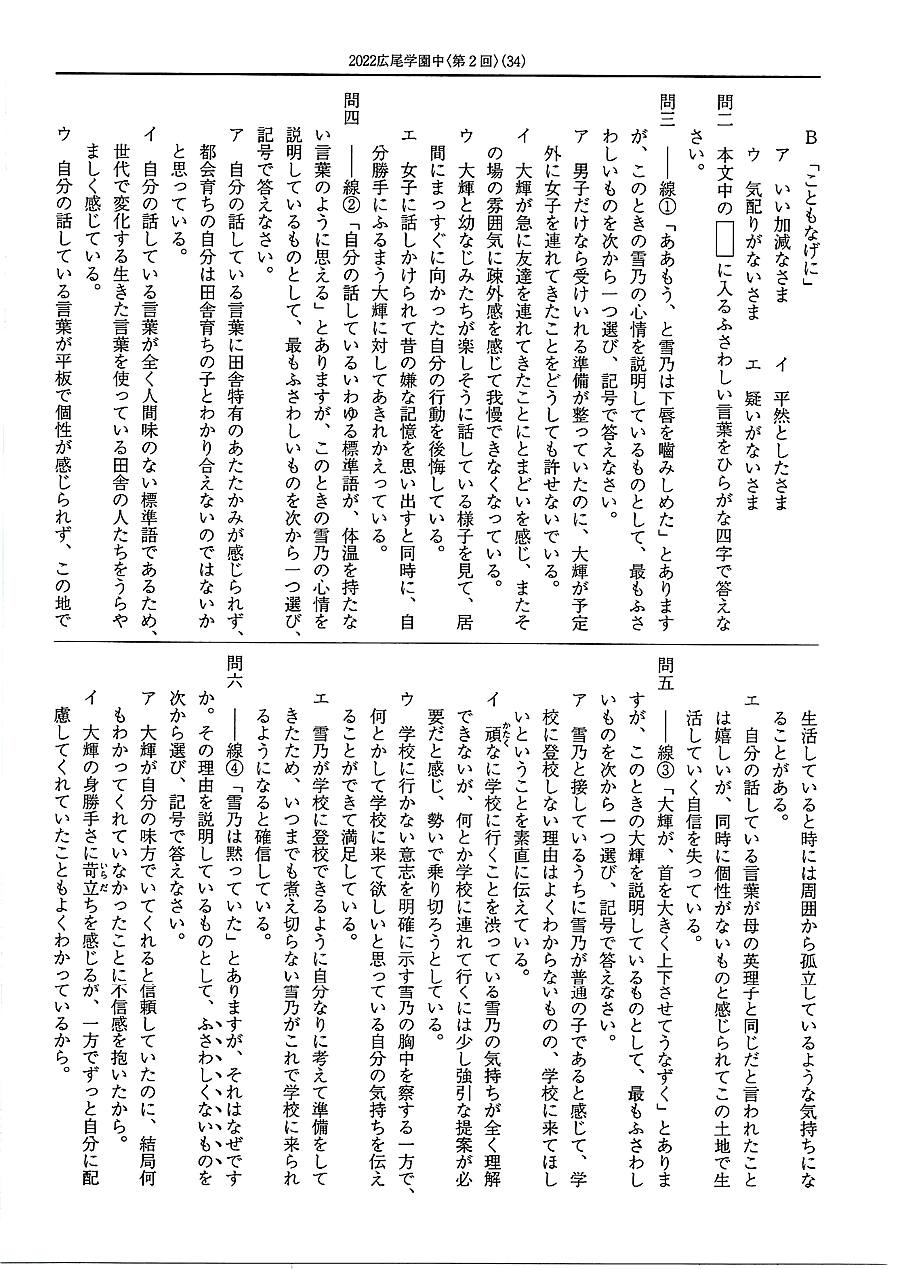 2022広尾学園中〈第2回〉(34)
B 「こともなげに」
ア いい加減なさま イ 平然としたさま
ウ 気配りがないさま エ 疑いがないさま
問二 本文中の□に入るふさわしい言葉をひらがな四字で答えな
さい。
問三 ――線①「ああもう、と雪乃は下唇を噛みしめた」とあります
が、このときの雪乃の心情を説明しているものとして、最もふさ
わしいものを次から一つ選び、記号で答えなさい。
ア 男子だけなら受けいれる準備が整っていたのに、大輝が予定
外に女子を連れてきたことをどうしても許せないでいる。
イ 大輝が急に友達を連れてきたことにとまどいを感じ、またそ
の場の雰囲気に疎外感を感じて我慢できなくなっている。
ウ 大輝と幼なじみたちが楽しそうに話している様子を見て、居
間にまっすぐに向かった自分の行動を後悔している。
エ 女子に話しかけられて昔の嫌な記憶を思い出すと同時に、自
分勝手にふるまう大輝に対してあきれかえっている。
問四 ――線②「自分の話しているいわゆる標準語が、体温を持たな
い言葉のように思える」とありますが、このときの雪乃の心情を
説明しているものとして、最もふさわしいものを次から一つ選び、
記号で答えなさい。
ア 自分の話している言葉に田舎特有のあたたかみが感じられず、
都会育ちの自分は田舎育ちの子とわかり合えないのではないか
と思っている。
イ 自分の話している言葉が全く人間味のない標準語であるため、
世代で変化する生きた言葉を使っている田舎の人たちをうらや
ましく感じている。
ウ 自分の話している言葉が平板で個性が感じられず、この地で
生活していると時には周囲から孤立しているような気持ちにな
ることがある。
エ 自分の話している言葉が母の英理子と同じだと言われたこと
は嬉しいが、同時に個性がないものと感じられてこの土地で生
活していく自信を失っている。
問五 ――線③「大輝が、首を大きく上下させてうなずく」とありま
すが、このときの大輝を説明しているものとして、最もふさわし
いものを次から一つ選び、記号で答えなさい。
ア 雪乃と接しているうちに雪乃が普通の子であると感じて、学
校に登校しない理由はよくわからないものの、学校に来てほし
いということを素直に伝えている。
イ 頑なに学校に行くことを渋っている雪乃の気持ちが全く理解
できないが、何とか学校に連れて行くには少し強引な提案が必
要だと感じ、勢いで乗り切ろうとしている。
ウ 学校に行かない意志を明確に示す雪乃の胸中を察する一方で、
何とかして学校に来て欲しいと思っている自分の気持ちを伝え
ることができて満足している。
エ 雪乃が学校に登校できるように自分なりに考えて準備をして
きたため、いつまでも煮え切らない雪乃がこれで学校に来られ
るようになると確信している。
問六 ――線④「雪乃は黙っていた」とありますが、それはなぜです
か。その理由を説明しているものとして、ふさわしくないものを
次から選び、記号で答えなさい。
ア 大輝が自分の味方でいてくれると信頼していたのに、結局何
もわかってくれていなかったことに不信感を抱いたから。
イ 大輝の身勝手さに苛立ちを感じるが、一方でずっと自分に配
慮してくれていたこともよくわかっているから。